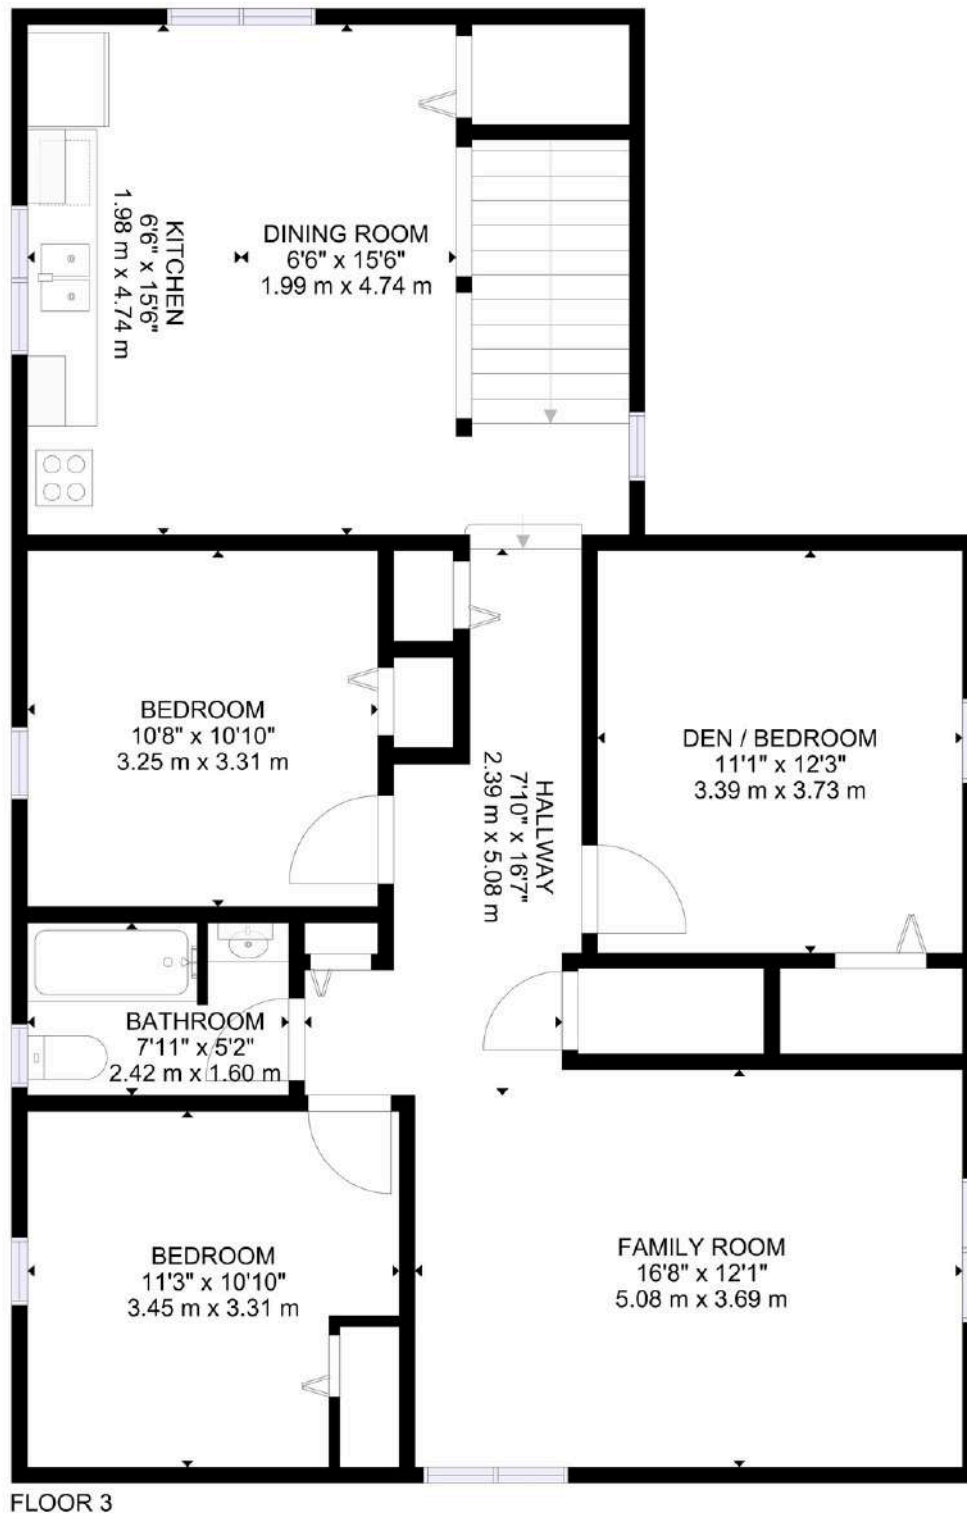 KITCHEN
6'6" x 15'6"
1.98 m x 4.74 m
DINING ROOM
6'6" x 15'6"
1.99 m x 4.74 m
BEDROOM
10'8" x 10'10"
3.25 m x 3.31 m
HALLWAY
7'10" x 16'7"
2.39 m x 5.08 m
DEN / BEDROOM
11'1" x 12'3"
3.39 m x 3.73 m
BATHROOM
7'11" x 5'2"
2.42 m x 1.60 m
BEDROOM
11'3" x 10'10"
3.45 m x 3.31 m
FAMILY ROOM
16'8" x 12'1"
5.08 m x 3.69 m
FLOOR 3